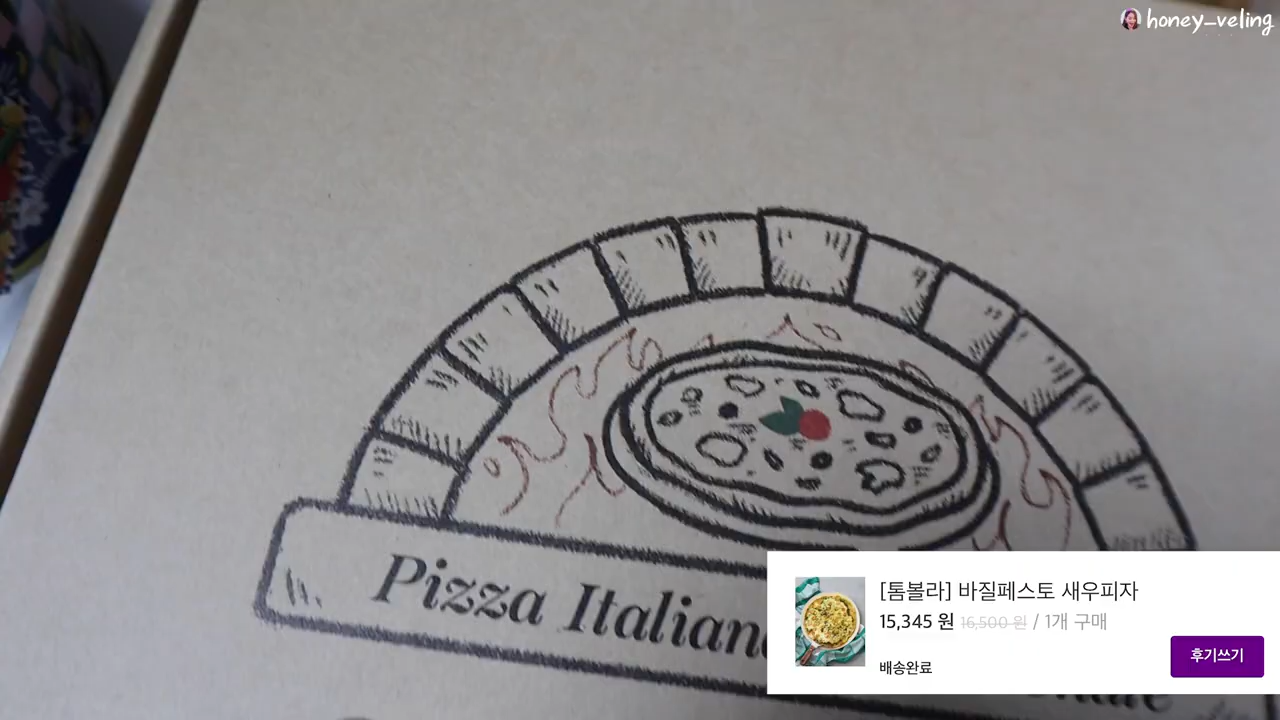 honey_veling
Pizza Italian
[톰볼라] 바질페스토 새우피자
15,345 원 16,500 원 / 1개 구매
배송완료
후기쓰기